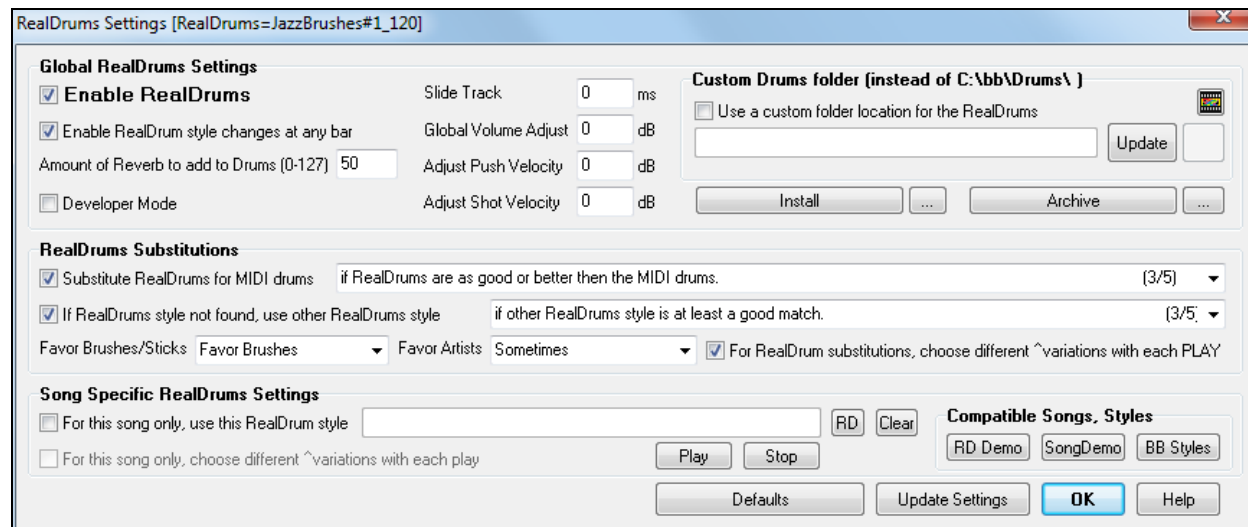 RealDrums Settings [RealDrums=JazzBrushes#1_120]
x
Global RealDrums Settings
Enable RealDrums
Enable RealDrum style changes at any bar
Amount of Reverb to add to Drums (0-127) 50
Developer Mode
Slide Track 0 ms
Global Volume Adjust 0 dB
Adjust Push Velocity 0 dB
Adjust Shot Velocity 0 dB
Custom Drums folder (instead of C:\bb\Drums\ )
Use a custom folder location for the RealDrums
Update
Install ... Archive ...
RealDrums Substitutions
Substitute RealDrums for MIDI drums if RealDrums are as good or better then the MIDI drums. (3/5)
If RealDrums style not found, use other RealDrums style if other RealDrums style is at least a good match. (3/5
Favor Brushes/Sticks Favor Brushes Favor Artists Sometimes For RealDrum substitutions, choose different ^variations with each PLAY
Song Specific RealDrums Settings
For this song only, use this RealDrum style RD Clear
For this song only, choose different ^variations with each play Play Stop
Compatible Songs, Styles
RD Demo SongDemo BB Styles
Defaults Update Settings OK Help